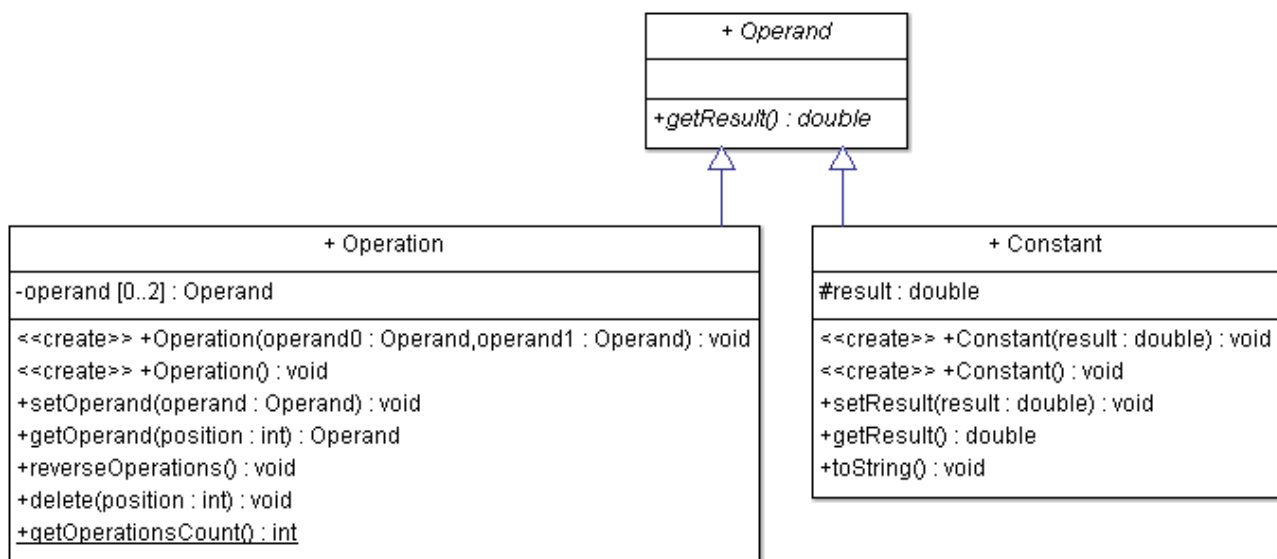 + Operand
+getResult() : double
+ Operation
-operand [0..2] : Operand
<<create>> +Operation(operand0 : Operand,operand1 : Operand) : void
<<create>> +Operation() : void
+setOperand(operand : Operand) : void
+getOperand(position : int) : Operand
+reverseOperations() : void
+delete(position : int) : void
+getOperationsCount() : int
+ Constant
#result : double
<<create>> +Constant(result : double) : void
<<create>> +Constant() : void
+setResult(result : double) : void
+getResult() : double
+toString() : void